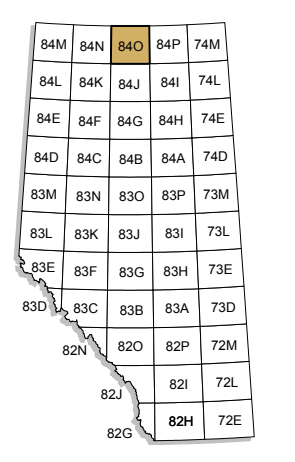 84M 84N 84O 84P 74M
84L 84K 84J 84I 74L
84E 84F 84G 84H 74E
84D 84C 84B 84A 74D
83M 83N 83O 83P 73M
83L 83K 83J 83I 73L
83E 83F 83G 83H 73E
83D 83C 83B 83A 73D
82N 82O 82P 72M
82J 82I 72L
82G 82H 72E